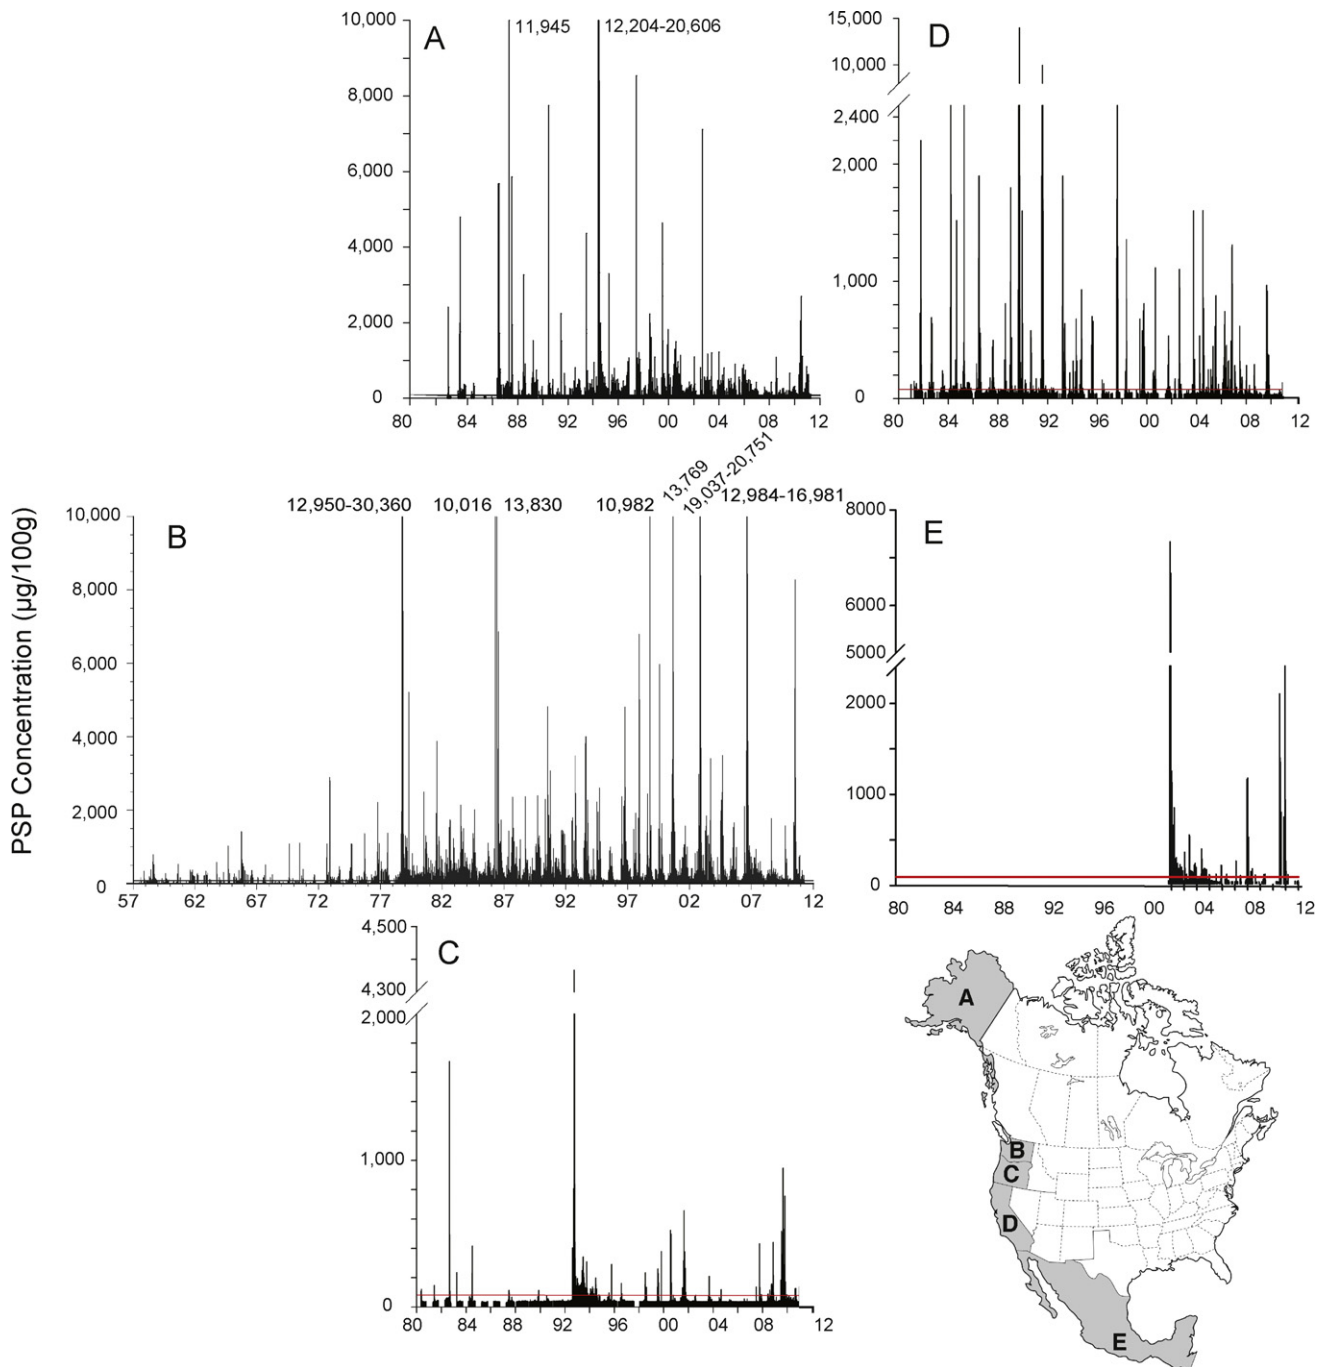 PSP Concentration (µg/100g)
A
11,945
12,204-20,606
10,000
8,000
6,000
4,000
2,000
0
80 84 88 92 96 00 04 08 12
D
15,000
10,000
2,400
2,000
1,000
0
80 84 88 92 96 00 04 08 12
B
12,950-30,360
10,016
13,830
10,982
13,769
19,037-20,751
12,984-16,981
10,000
8,000
6,000
4,000
2,000
0
57 62 67 72 77 82 87 92 97 02 07 12
E
8000
6000
5000
2000
1000
0
80 84 88 92 96 00 04 08 12
C
4,500
4,300
2,000
1,000
0
80 84 88 92 96 00 04 08 12
A
B
C
D
E